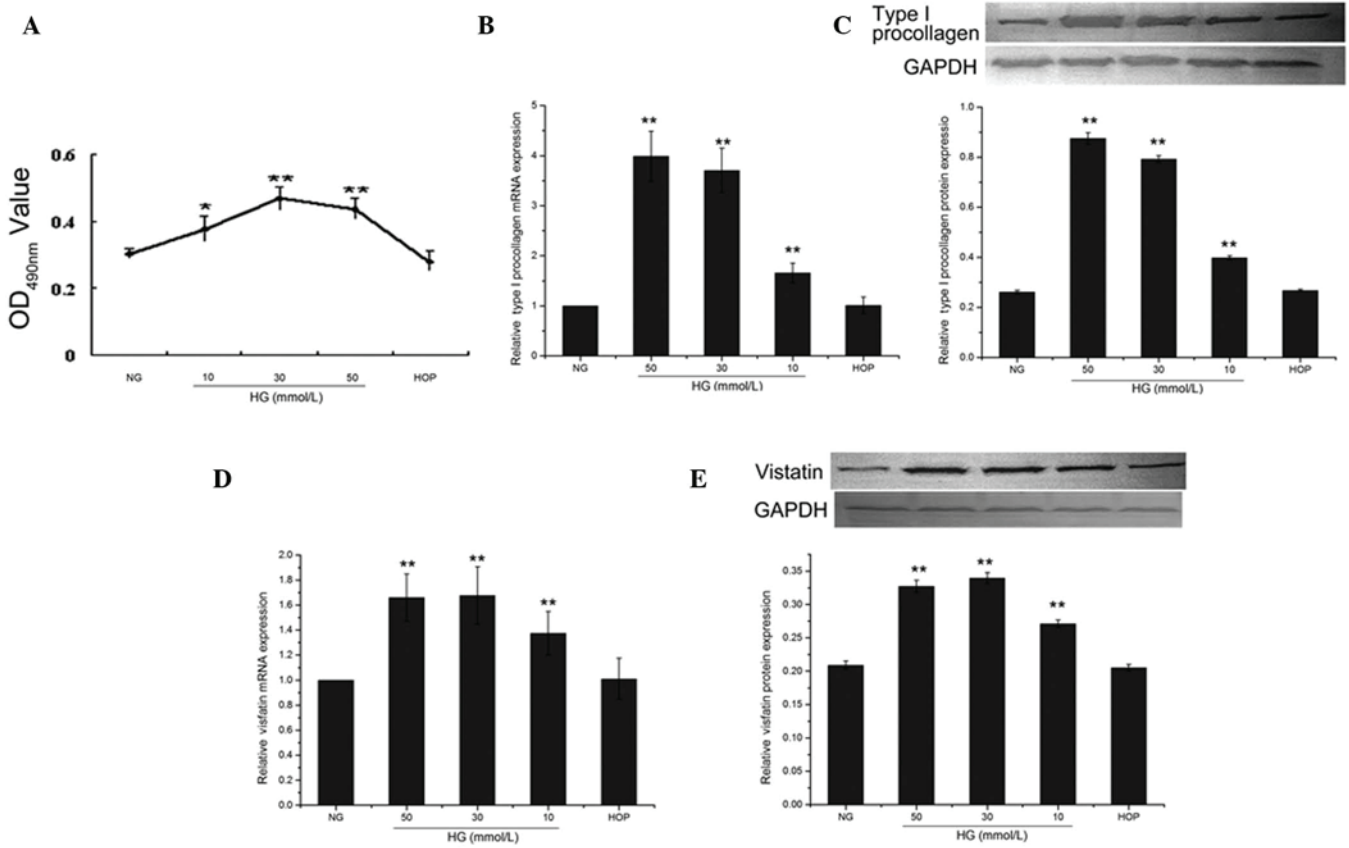 A
OD490nm Value
0.6
0.4
0.2
0
*
**
**
NG
10
30
50
HOP
HG (mmol/L)
B
Relative type I procollagen mRNA expression
5
4
2
1
0
**
**
**
NG
50
30
10
HOP
HG (mmol/L)
C
Type I
procollagen
GAPDH
Relative type I procollagen protein expressio
1.0
0.8
0.6
0.4
0.2
0.0
**
**
**
NG
50
30
10
HOP
HG (mmol/L)
D
Relative visfatin mRNA expression
2.0
1.8
1.6
1.4
1.2
1.0
0.8
0.6
0.4
0.2
0.0
**
**
**
NG
50
30
10
HOP
HG (mmol/L)
E
Vistatin
GAPDH
Relative visfatin protein expression
0.35
0.30
0.25
0.20
0.15
0.10
0.05
0.00
**
**
**
NG
50
30
10
HOP
HG (mmol/L)